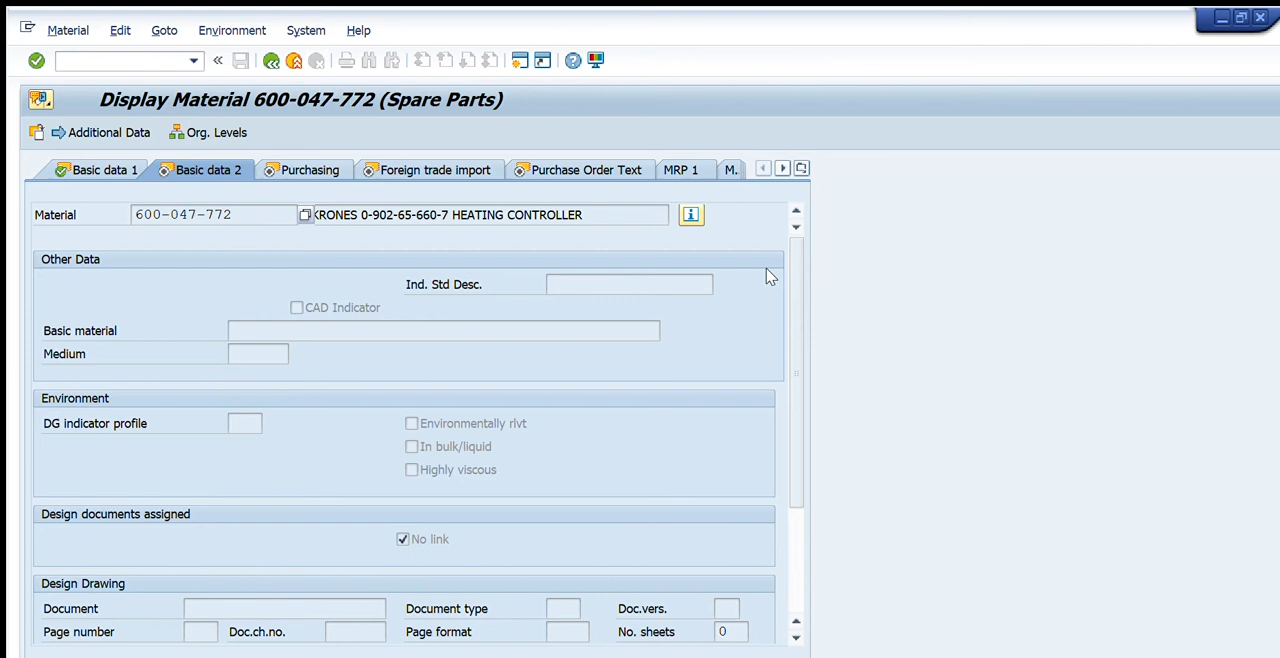 Material Edit Goto Environment System Help
Display Material 600-047-772 (Spare Parts)
Additional Data Org. Levels
Basic data 1 Basic data 2 Purchasing Foreign trade import Purchase Order Text MRP 1 M..
Material 600-047-772 KRONES 0-902-65-660-7 HEATING CONTROLLER
Other Data
Ind. Std Desc.
CAD Indicator
Basic material
Medium
Environment
DG indicator profile Environmentally rlvt
In bulk/liquid
Highly viscous
Design documents assigned
No link
Design Drawing
Document Document type Doc.vers.
Page number Doc.ch.no. Page format No. sheets 0